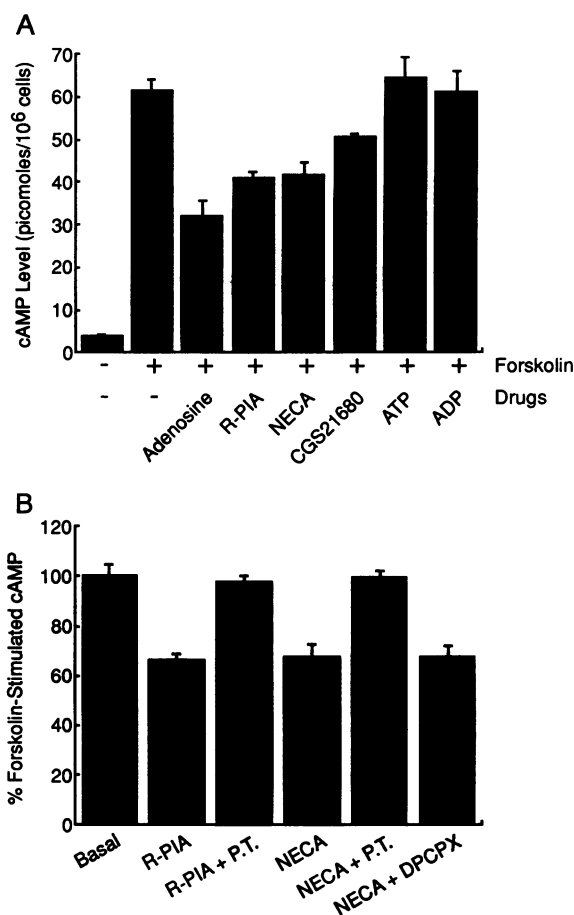 A
cAMP Level (picomoles/10⁶ cells)
70
60
50
40
30
20
10
0
- + + + + + + + Forskolin
- - Adenosine R-PIA NECA CGS21680 ATP ADP Drugs
B
% Forskolin-Stimulated cAMP
120
100
80
60
40
20
0
Basal R-PIA R-PIA + P.T. NECA NECA + P.T. NECA + DPCPX